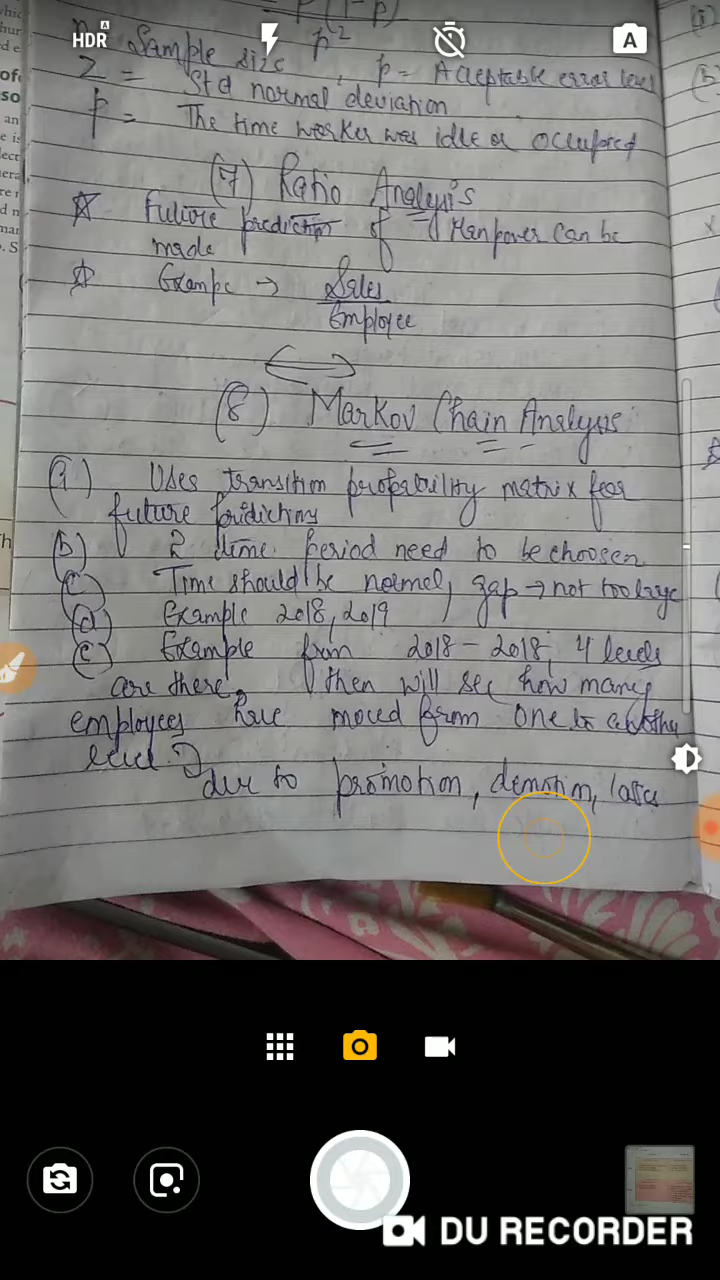 = P(1-p)
p²
HDR A
A
n Sample size, p = Acceptable error level
Z = Std normal deviation
p = The time worker was idle or occupied
(7) Ratio Analysis
☆ Future prediction of Manpower can be
made
☆ Exampe → Sales
Employee
(8) Markov Chain Analysis
(a) Uses transition probability matrix for
future
(b) 2 time period need to be choosen
(c) Time should be normal, gap → not too large
(d) Example 2018, 2019
(e) Example from 2018 - 2018, 4 levels
are there, then will see how many
employees have moved from one to another
level
due to promotion, demotion,
DU RECORDER